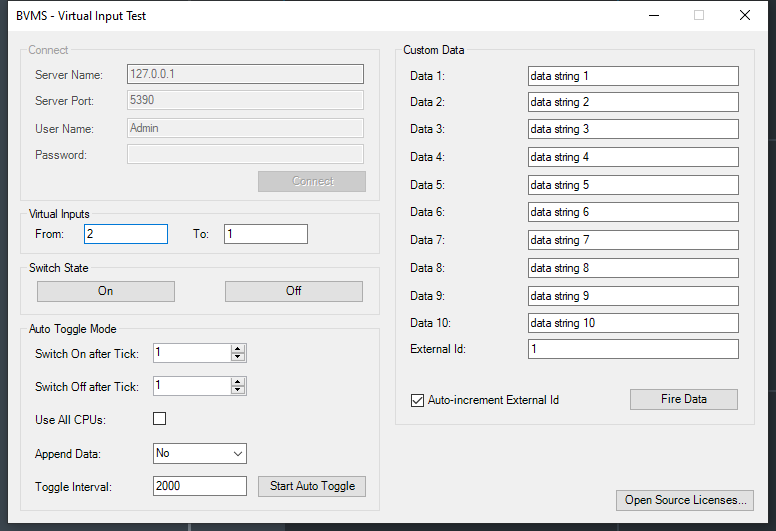 BVMS - Virtual Input Test
Connect
Server Name: 127.0.0.1
Server Port: 5390
User Name: Admin
Password:
Connect
Virtual Inputs
From: 2 To: 1
Switch State
On Off
Auto Toggle Mode
Switch On after Tick: 1
Switch Off after Tick: 1
Use All CPUs:
Append Data: No
Toggle Interval: 2000 Start Auto Toggle
Custom Data
Data 1: data string 1
Data 2: data string 2
Data 3: data string 3
Data 4: data string 4
Data 5: data string 5
Data 6: data string 6
Data 7: data string 7
Data 8: data string 8
Data 9: data string 9
Data 10: data string 10
External Id: 1
Auto-increment External Id Fire Data
Open Source Licenses...